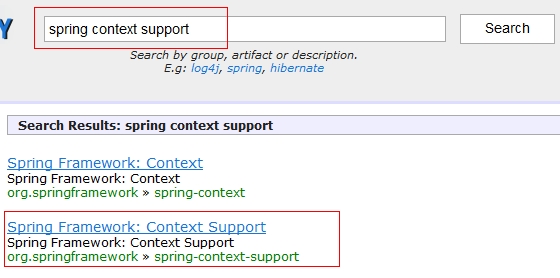 Y
spring context support Search
Search by group, artifact or description.
E.g: log4j, spring, hibernate
Search Results: spring context support
Spring Framework: Context
Spring Framework: Context
org.springframework » spring-context
Spring Framework: Context Support
Spring Framework: Context Support
org.springframework » spring-context-support